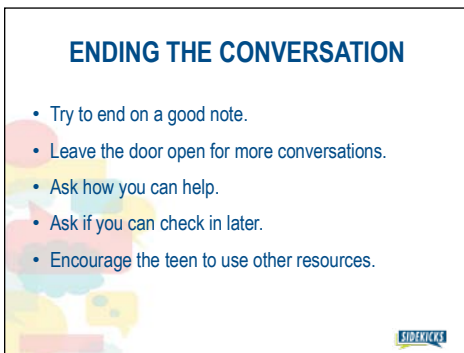 ENDING THE CONVERSATION
• Try to end on a good note.
• Leave the door open for more conversations.
• Ask how you can help.
• Ask if you can check in later.
• Encourage the teen to use other resources.
SIDEKICKS